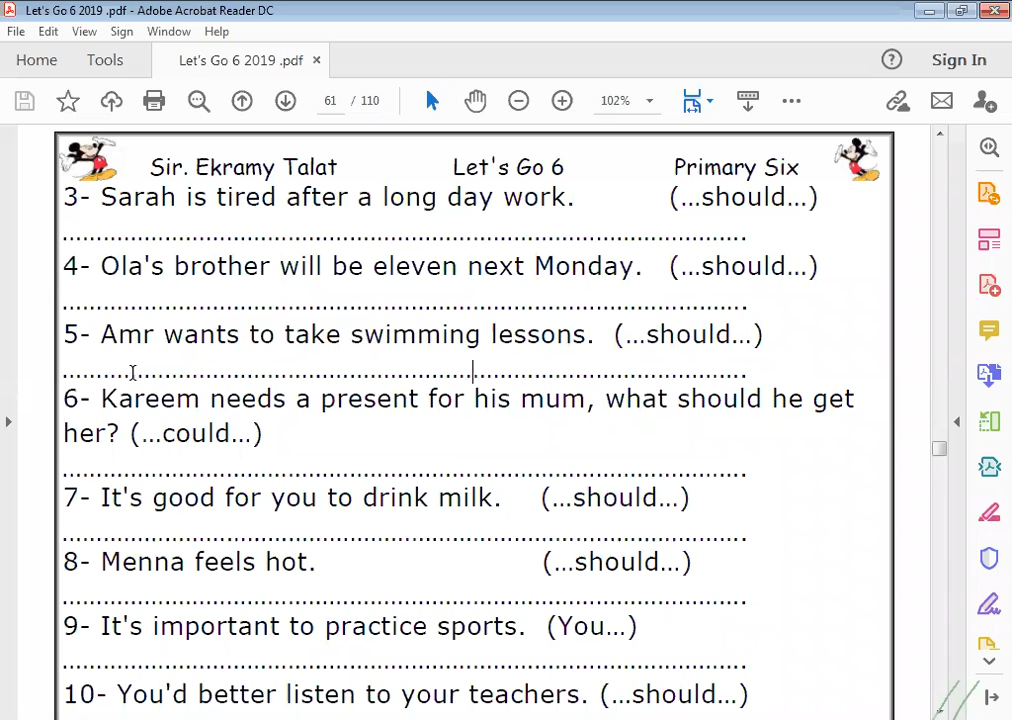 Let's Go 6 2019 .pdf - Adobe Acrobat Reader DC
File Edit View Sign Window Help
Home Tools Let's Go 6 2019 .pdf × Sign In
61 / 110 102%
Sir. Ekramy Talat Let's Go 6 Primary Six
3- Sarah is tired after a long day work. (…should…)
4- Ola's brother will be eleven next Monday. (…should…)
5- Amr wants to take swimming lessons. (…should…)
6- Kareem needs a present for his mum, what should he get
her? (…could…)
7- It's good for you to drink milk. (…should…)
8- Menna feels hot. (…should…)
9- It's important to practice sports. (You…)
10- You'd better listen to your teachers. (…should…)